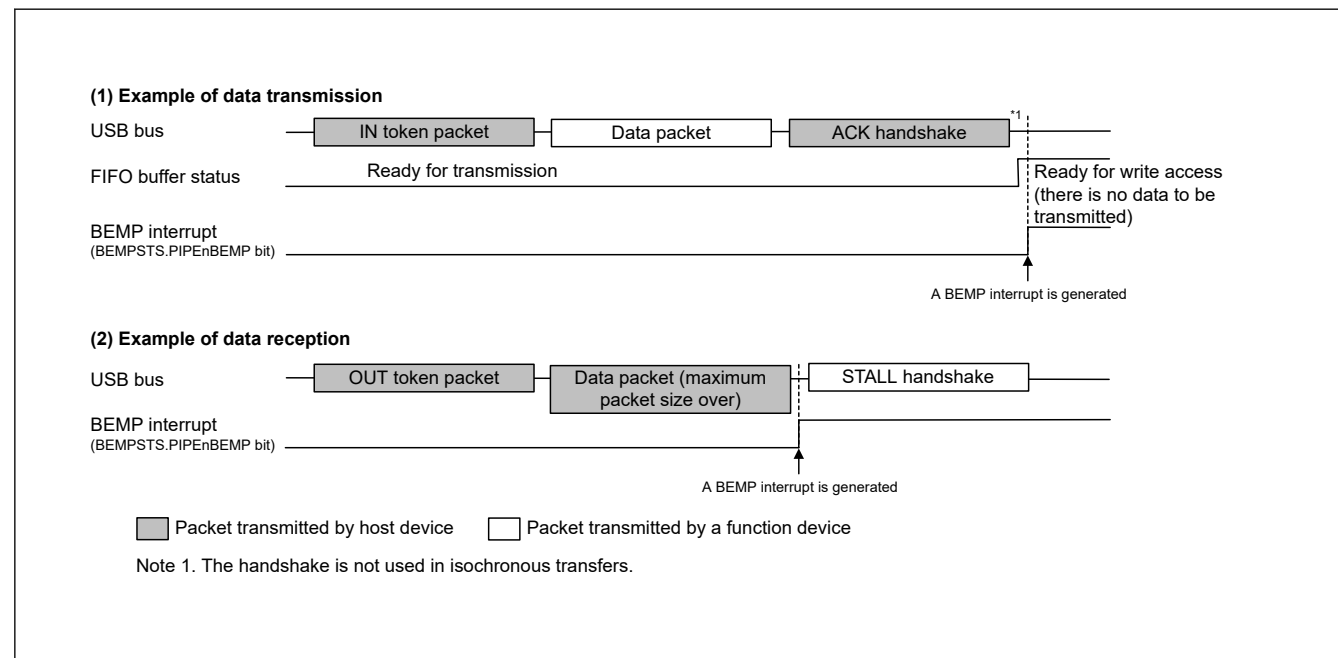 (1) Example of data transmission
USB bus
IN token packet
Data packet
ACK handshake
*1
FIFO buffer status
Ready for transmission
Ready for write access
(there is no data to be
transmitted)
BEMP interrupt
(BEMPSTS.PIPEnBEMP bit)
A BEMP interrupt is generated
(2) Example of data reception
USB bus
OUT token packet
Data packet (maximum
packet size over)
STALL handshake
BEMP interrupt
(BEMPSTS.PIPEnBEMP bit)
A BEMP interrupt is generated
Packet transmitted by host device
Packet transmitted by a function device
Note 1. The handshake is not used in isochronous transfers.